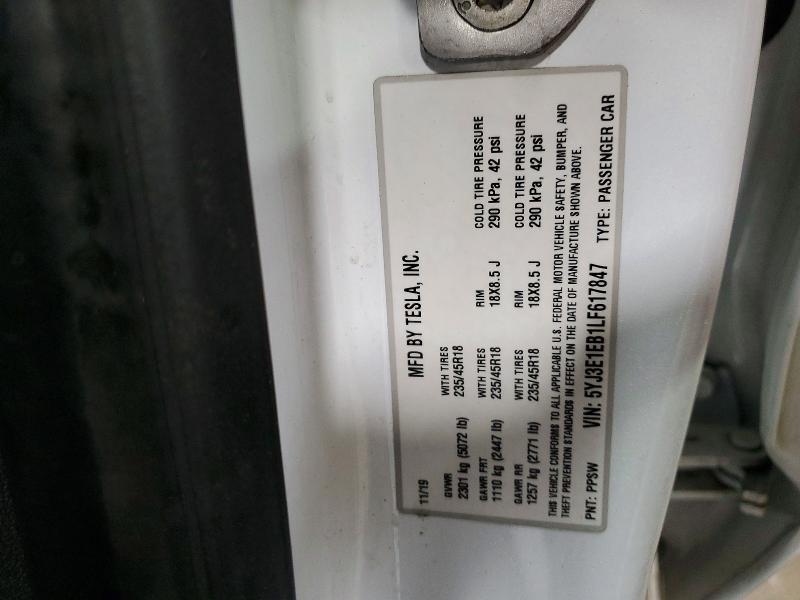 MFD BY TESLA, INC.
11/19
GVWR WITH TIRES
2301 kg (5072 lb) 235/45R18
GAWR FRT WITH TIRES RIM COLD TIRE PRESSURE
1110 kg (2447 lb) 235/45R18 18X8.5 J 290 kPa, 42 psi
GAWR RR WITH TIRES RIM COLD TIRE PRESSURE
1257 kg (2771 lb) 235/45R18 18X8.5 J 290 kPa, 42 psi
THIS VEHICLE CONFORMS TO ALL APPLICABLE U.S. FEDERAL MOTOR VEHICLE SAFETY, BUMPER, AND
THEFT PREVENTION STANDARDS IN EFFECT ON THE DATE OF MANUFACTURE SHOWN ABOVE.
PNT: PPSW VIN: 5YJ3E1EB1LF617847 TYPE: PASSENGER CAR